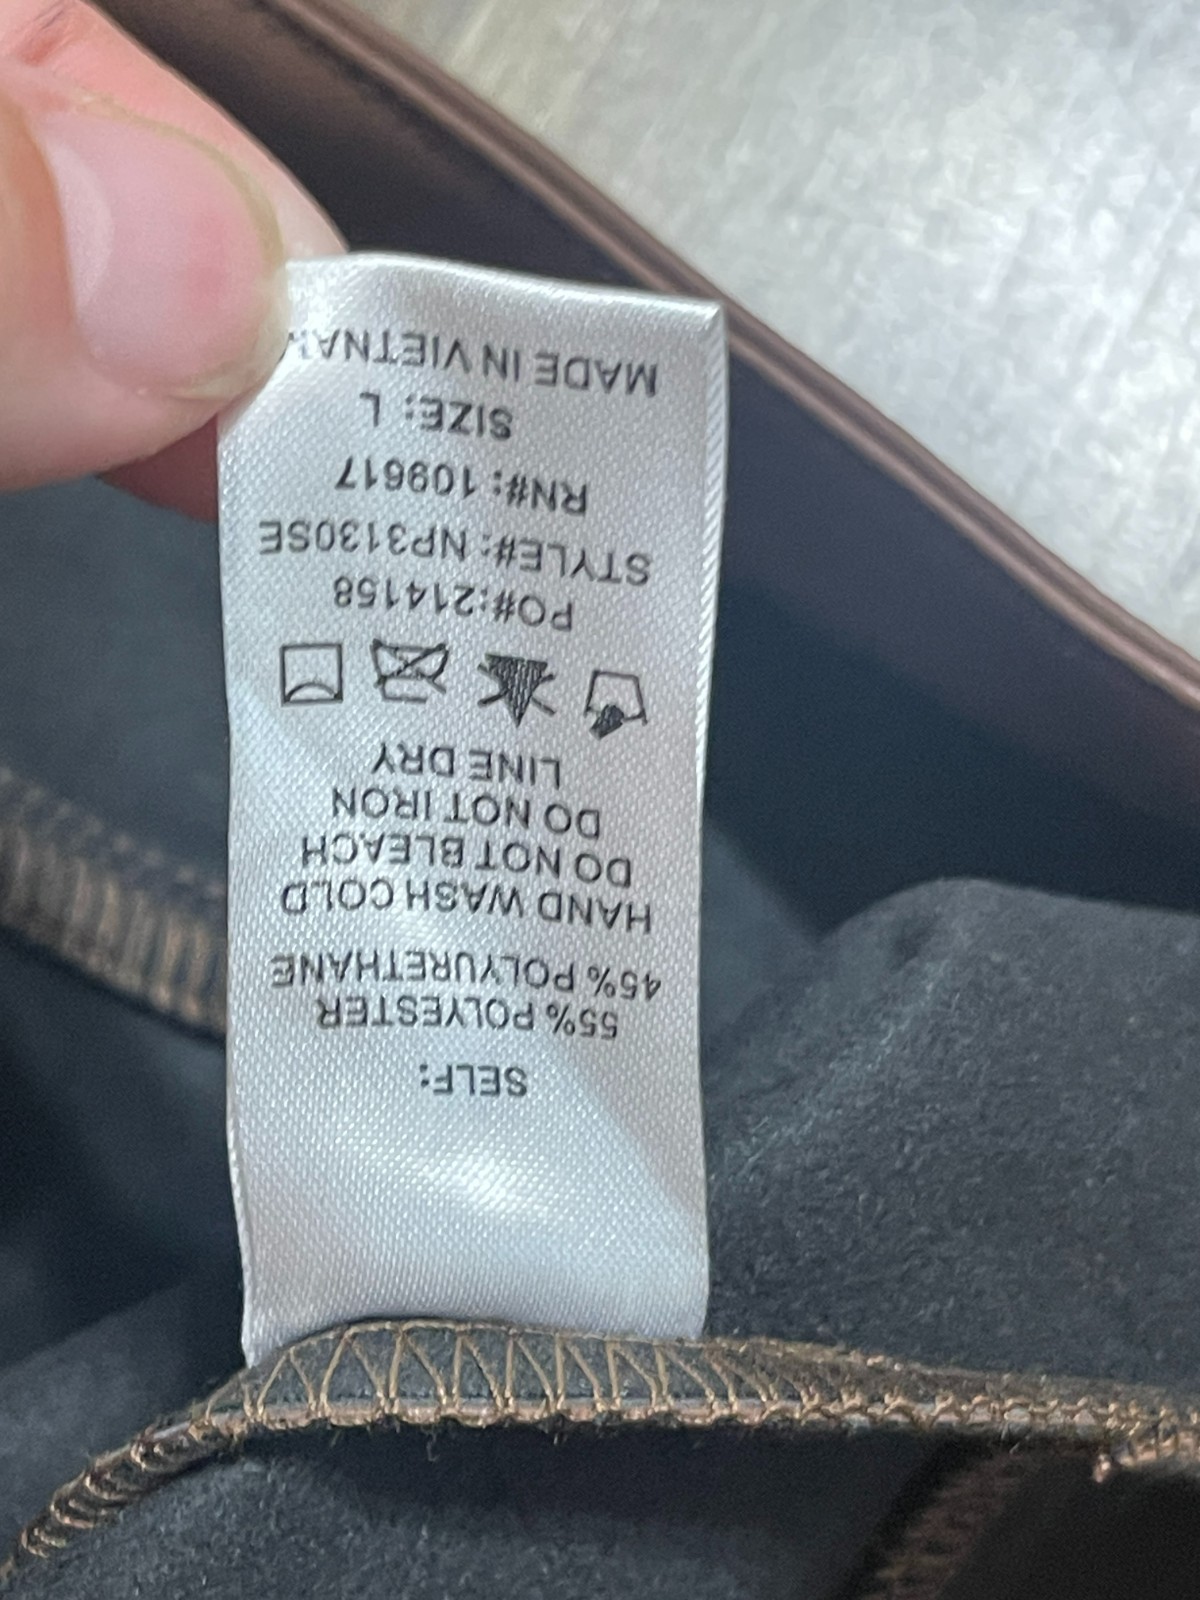 SELF:
55% POLYESTER
45% POLYURETHANE
HAND WASH COLD
DO NOT BLEACH
DO NOT IRON
LINE DRY
PO#:214158
STYLE#: NP3130SE
RN#: 109617
SIZE: L
MADE IN VIETNAM